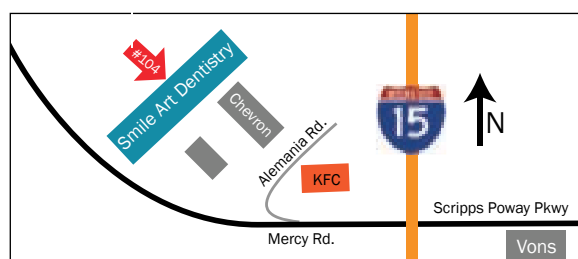 #104
Smile Art Dentistry
Chevron
Alemania Rd.
KFC
15
N
Scripps Poway Pkwy
Mercy Rd.
Vons